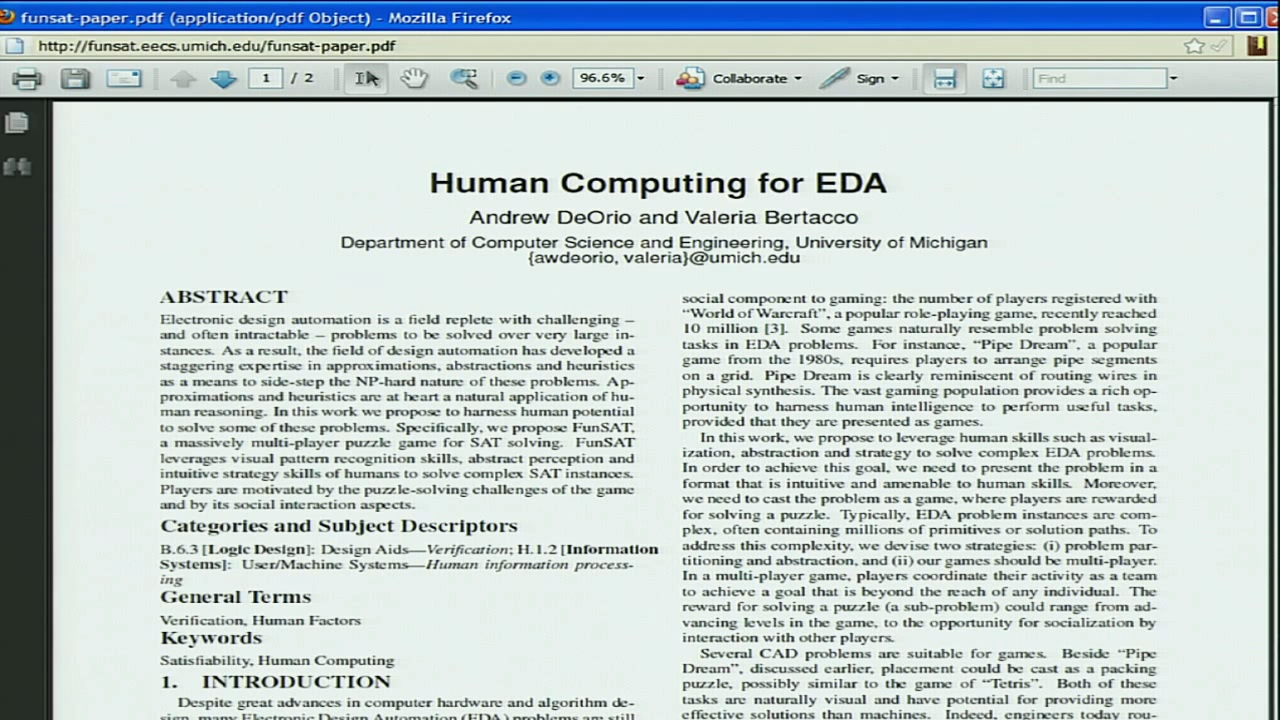 funsat-paper.pdf (application/pdf Object) - Mozilla Firefox
http://funsat.eecs.umich.edu/funsat-paper.pdf
1 / 2
96.6%
Collaborate
Sign
Find
Human Computing for EDA
Andrew DeOrio and Valeria Bertacco
Department of Computer Science and Engineering, University of Michigan
{awdeorio, valeria}@umich.edu
ABSTRACT
Electronic design automation is a field replete with challenging –
and often intractable – problems to be solved over very large in-
stances. As a result, the field of design automation has developed a
staggering expertise in approximations, abstractions and heuristics
as a means to side-step the NP-hard nature of these problems. Ap-
proximations and heuristics are at heart a natural application of hu-
man reasoning. In this work we propose to harness human potential
to solve some of these problems. Specifically, we propose FunSAT,
a massively multi-player puzzle game for SAT solving. FunSAT
leverages visual pattern recognition skills, abstract perception and
intuitive strategy skills of humans to solve complex SAT instances.
Players are motivated by the puzzle-solving challenges of the game
and by its social interaction aspects.
Categories and Subject Descriptors
B.6.3 [Logic Design]: Design Aids—Verification; H.1.2 [Information
Systems]: User/Machine Systems—Human information process-
ing
General Terms
Verification, Human Factors
Keywords
Satisfiability, Human Computing
1. INTRODUCTION
Despite great advances in computer hardware and algorithm de-
sign, many Electronic Design Automation (EDA) problems are still
social component to gaming: the number of players registered with
“World of Warcraft”, a popular role-playing game, recently reached
10 million [3]. Some games naturally resemble problem solving
tasks in EDA problems. For instance, “Pipe Dream”, a popular
game from the 1980s, requires players to arrange pipe segments
on a grid. Pipe Dream is clearly reminiscent of routing wires in
physical synthesis. The vast gaming population provides a rich op-
portunity to harness human intelligence to perform useful tasks,
provided that they are presented as games.
In this work, we propose to leverage human skills such as visual-
ization, abstraction and strategy to solve complex EDA problems.
In order to achieve this goal, we need to present the problem in a
format that is intuitive and amenable to human skills. Moreover,
we need to cast the problem as a game, where players are rewarded
for solving a puzzle. Typically, EDA problem instances are com-
plex, often containing millions of primitives or solution paths. To
address this complexity, we devise two strategies: (i) problem par-
titioning and abstraction, and (ii) our games should be multi-player.
In a multi-player game, players coordinate their activity as a team
to achieve a goal that is beyond the reach of any individual. The
reward for solving a puzzle (a sub-problem) could range from ad-
vancing levels in the game, to the opportunity for socialization by
interaction with other players.
Several CAD problems are suitable for games. Beside “Pipe
Dream”, discussed earlier, placement could be cast as a packing
puzzle, possibly similar to the game of “Tetris”. Both of these
tasks are naturally visual and have potential for providing more
effective solutions than machines. Indeed, engineers today rou-